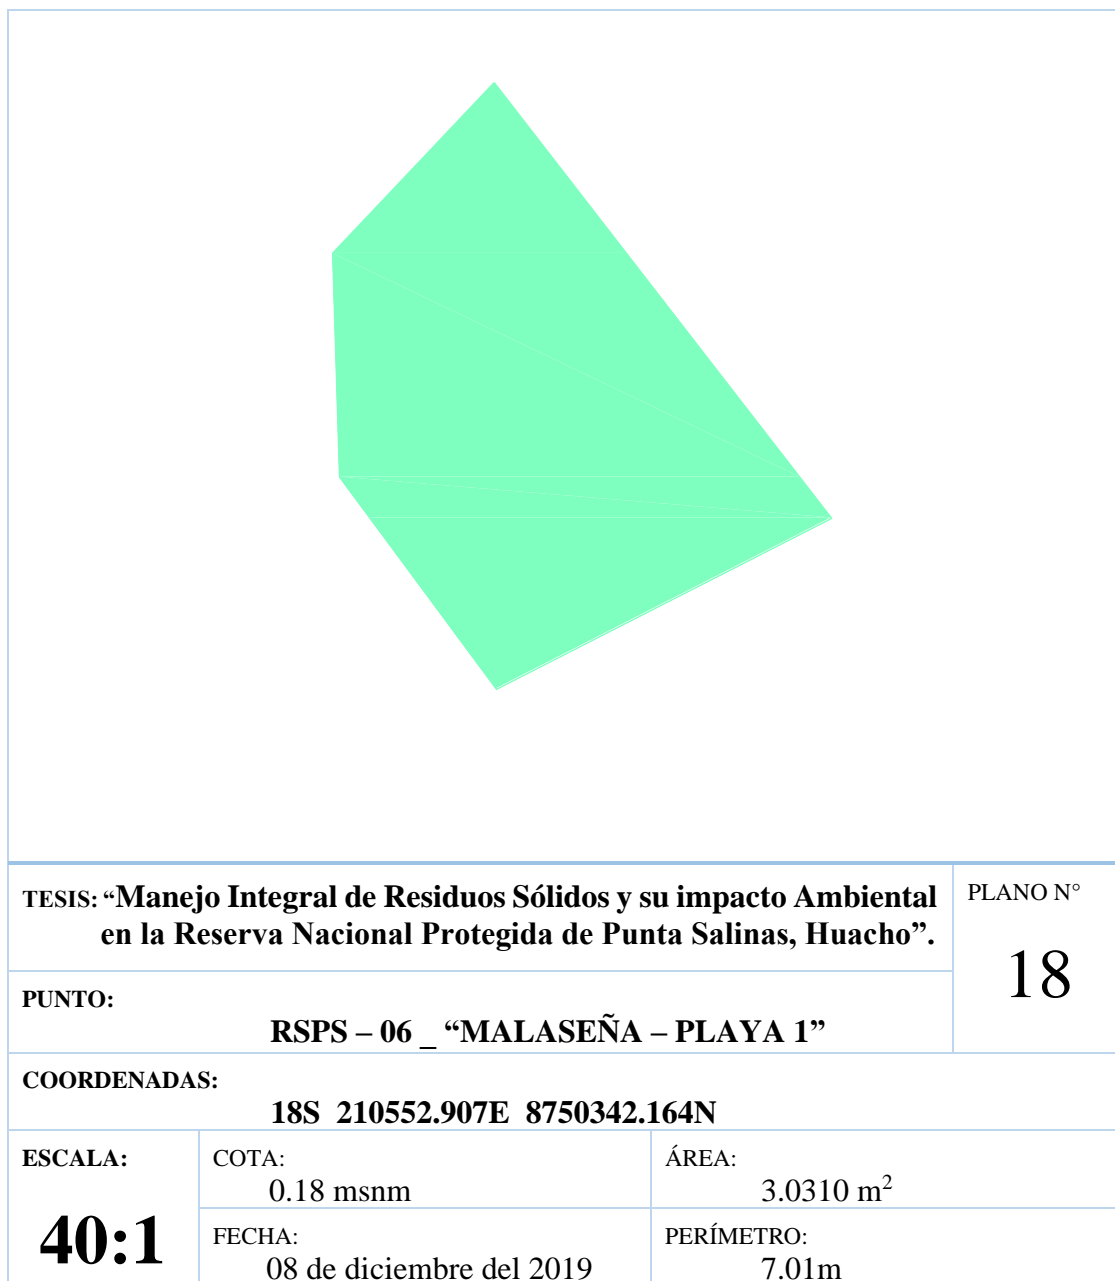 TESIS: “Manejo Integral de Residuos Sólidos y su impacto Ambiental
en la Reserva Nacional Protegida de Punta Salinas, Huacho”.
PLANO N°
18
PUNTO:
RSPS – 06 _ “MALASEÑA – PLAYA 1”
COORDENADAS:
18S 210552.907E 8750342.164N
ESCALA:
40:1
COTA:
0.18 msnm
ÁREA:
3.0310 m²
FECHA:
08 de diciembre del 2019
PERÍMETRO:
7.01m